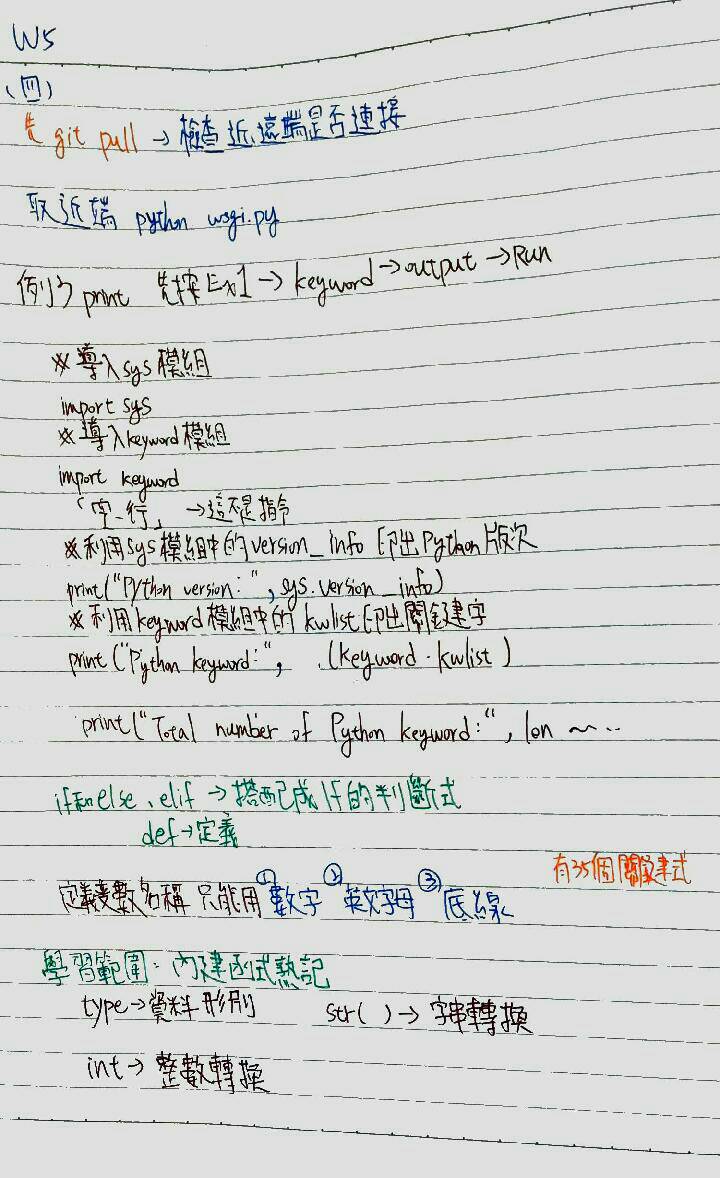 W5
(四)
先 git pull → 檢查近遠端是否連接
取近端 python wsgi.py
例如 print 先按 Ex1 → keyword → output → Run
※導入sys模組
import sys
※導入keyword模組
import keyword
「字行」 → 這不是指令
※利用sys模組中的version_info 印出Python版次
print("Python version:", sys.version_info)
※利用keyword模組中的 kwlist印出關鍵字
print("Python keyword:", (keyword.kwlist)
print("Total number of Python keyword:", len ~...
if和else、elif → 搭配成if的判斷式
def → 定義
有35個關鍵式
定義變數名稱 只能用①數字 ②英文字母 ③底線
學習範圍：內建函式熟記
type → 資料形別 str( ) → 字串轉換
int → 整數轉換